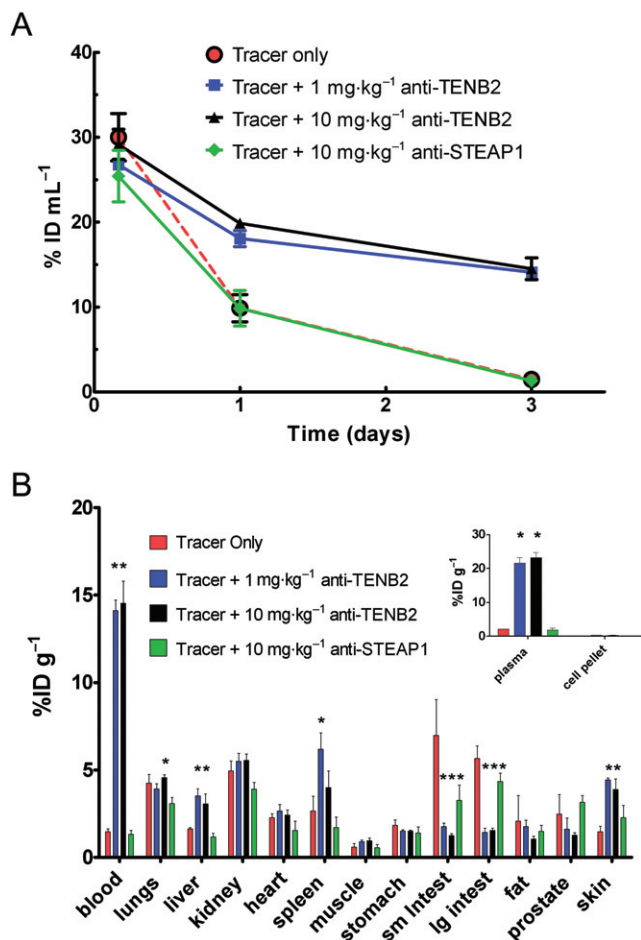 A
40
30
20
10
0
% ID mL⁻¹
Tracer only
Tracer + 1 mg·kg⁻¹ anti-TENB2
Tracer + 10 mg·kg⁻¹ anti-TENB2
Tracer + 10 mg·kg⁻¹ anti-STEAP1
0 1 2 3
Time (days)
B
20
15
10
5
0
%ID g⁻¹
Tracer Only
Tracer + 1 mg·kg⁻¹ anti-TENB2
Tracer + 10 mg·kg⁻¹ anti-TENB2
Tracer + 10 mg·kg⁻¹ anti-STEAP1
30
20
10
0
%ID g⁻¹
* *
plasma
cell pellet
** * ** * *** *** **
blood
lungs
liver
kidney
heart
spleen
muscle
stomach
sm Intest
lg intest
fat
prostate
skin